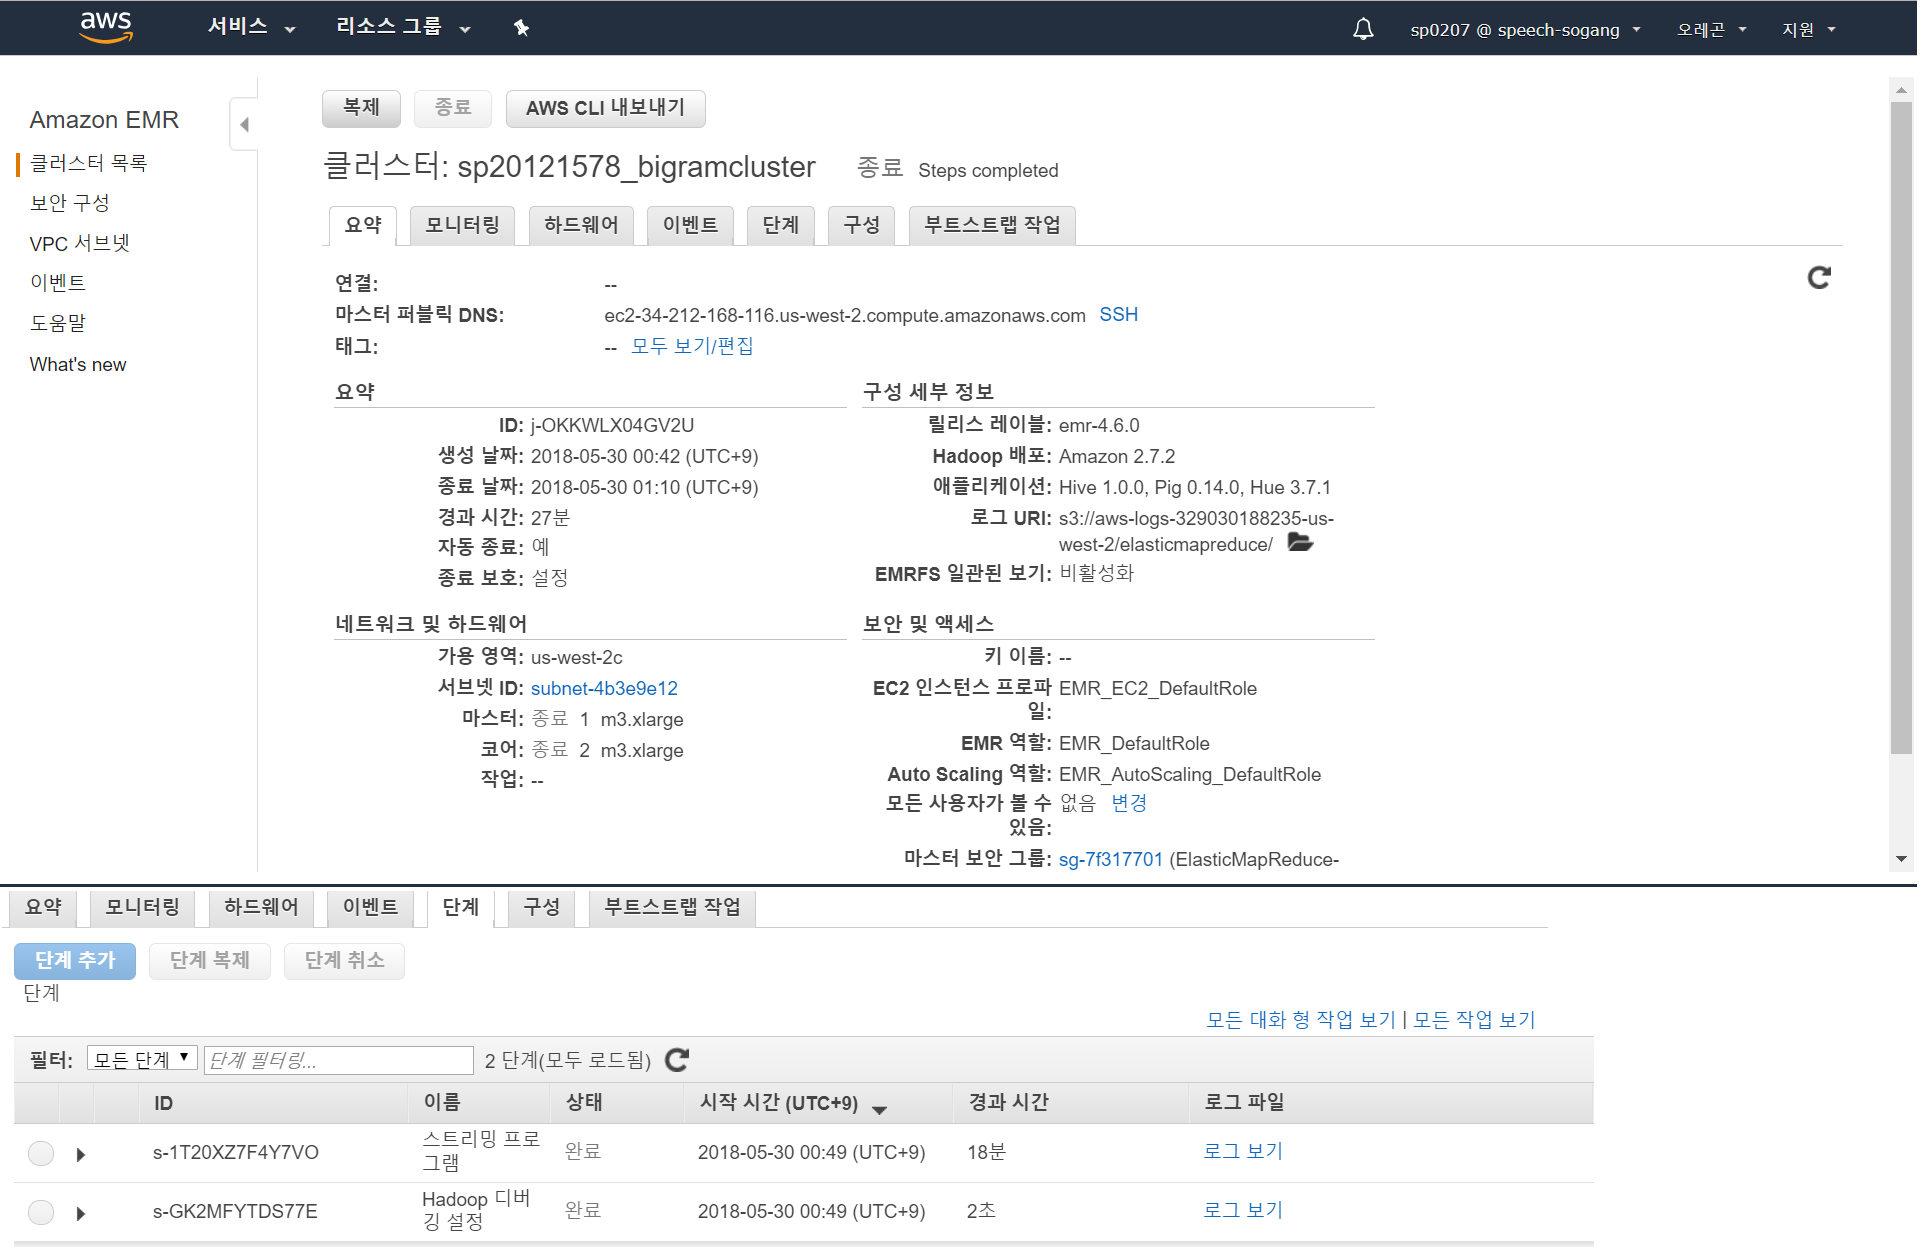 aws 서비스 리소스 그룹 sp0207 @ speech-sogang 오레곤 지원
Amazon EMR
클러스터 목록
보안 구성
VPC 서브넷
이벤트
도움말
What's new
복제 종료 AWS CLI 내보내기
클러스터: sp20121578_bigramcluster 종료 Steps completed
요약 모니터링 하드웨어 이벤트 단계 구성 부트스트랩 작업
연결: --
마스터 퍼블릭 DNS: ec2-34-212-168-116.us-west-2.compute.amazonaws.com SSH
태그: -- 모두 보기/편집
요약
ID: j-OKKWLX04GV2U
생성 날짜: 2018-05-30 00:42 (UTC+9)
종료 날짜: 2018-05-30 01:10 (UTC+9)
경과 시간: 27분
자동 종료: 예
종료 보호: 설정
구성 세부 정보
릴리스 레이블: emr-4.6.0
Hadoop 배포: Amazon 2.7.2
애플리케이션: Hive 1.0.0, Pig 0.14.0, Hue 3.7.1
로그 URI: s3://aws-logs-329030188235-us-
west-2/elasticmapreduce/
EMRFS 일관된 보기: 비활성화
네트워크 및 하드웨어
가용 영역: us-west-2c
서브넷 ID: subnet-4b3e9e12
마스터: 종료 1 m3.xlarge
코어: 종료 2 m3.xlarge
작업: --
보안 및 액세스
키 이름: --
EC2 인스턴스 프로파 EMR_EC2_DefaultRole
일:
EMR 역할: EMR_DefaultRole
Auto Scaling 역할: EMR_AutoScaling_DefaultRole
모든 사용자가 볼 수 없음 변경
있음:
마스터 보안 그룹: sg-7f317701 (ElasticMapReduce-
요약 모니터링 하드웨어 이벤트 단계 구성 부트스트랩 작업
단계 추가 단계 복제 단계 취소
단계
모든 대화 형 작업 보기 | 모든 작업 보기
필터: 모든 단계 단계 필터링... 2 단계(모두 로드됨)
ID 이름 상태 시작 시간 (UTC+9) 경과 시간 로그 파일
s-1T20XZ7F4Y7VO 스트리밍 프로 완료 2018-05-30 00:49 (UTC+9) 18분 로그 보기
그램
s-GK2MFYTDS77E Hadoop 디버 완료 2018-05-30 00:49 (UTC+9) 2초 로그 보기
깅 설정